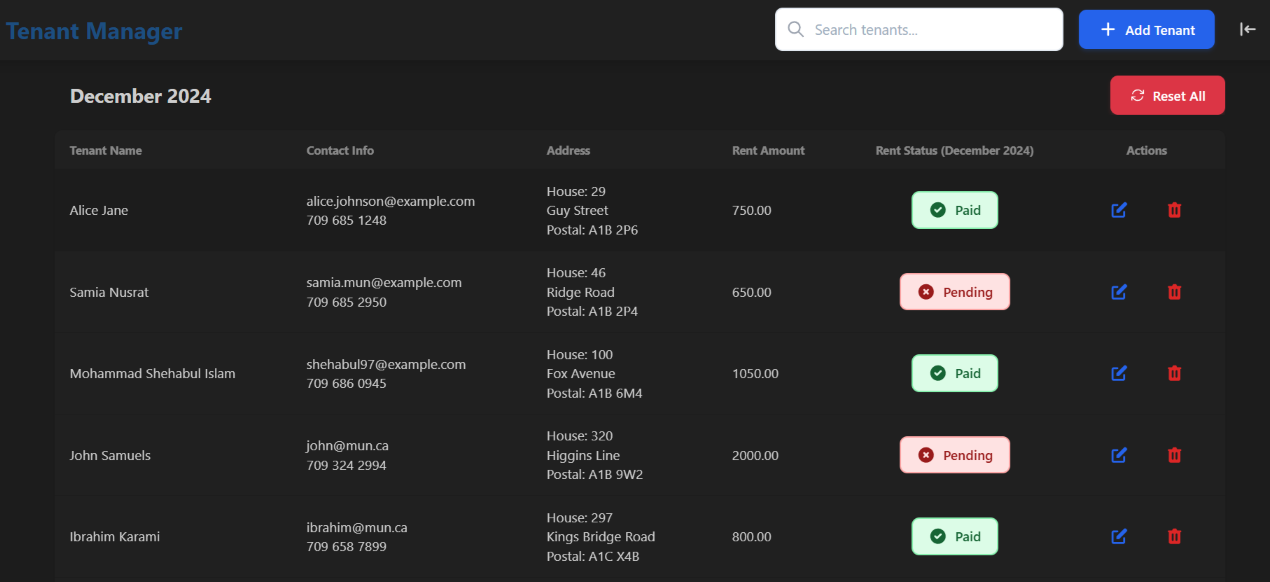 Tenant Manager
Search tenants...
Add Tenant
December 2024
Reset All
Tenant Name Contact Info Address Rent Amount Rent Status (December 2024) Actions
Alice Jane
alice.johnson@example.com
709 685 1248
House: 29
Guy Street
Postal: A1B 2P6
750.00
Paid
Samia Nusrat
samia.mun@example.com
709 685 2950
House: 46
Ridge Road
Postal: A1B 2P4
650.00
Pending
Mohammad Shehabul Islam
shehabul97@example.com
709 686 0945
House: 100
Fox Avenue
Postal: A1B 6M4
1050.00
Paid
John Samuels
john@mun.ca
709 324 2994
House: 320
Higgins Line
Postal: A1B 9W2
2000.00
Pending
Ibrahim Karami
ibrahim@mun.ca
709 658 7899
House: 297
Kings Bridge Road
Postal: A1C X4B
800.00
Paid